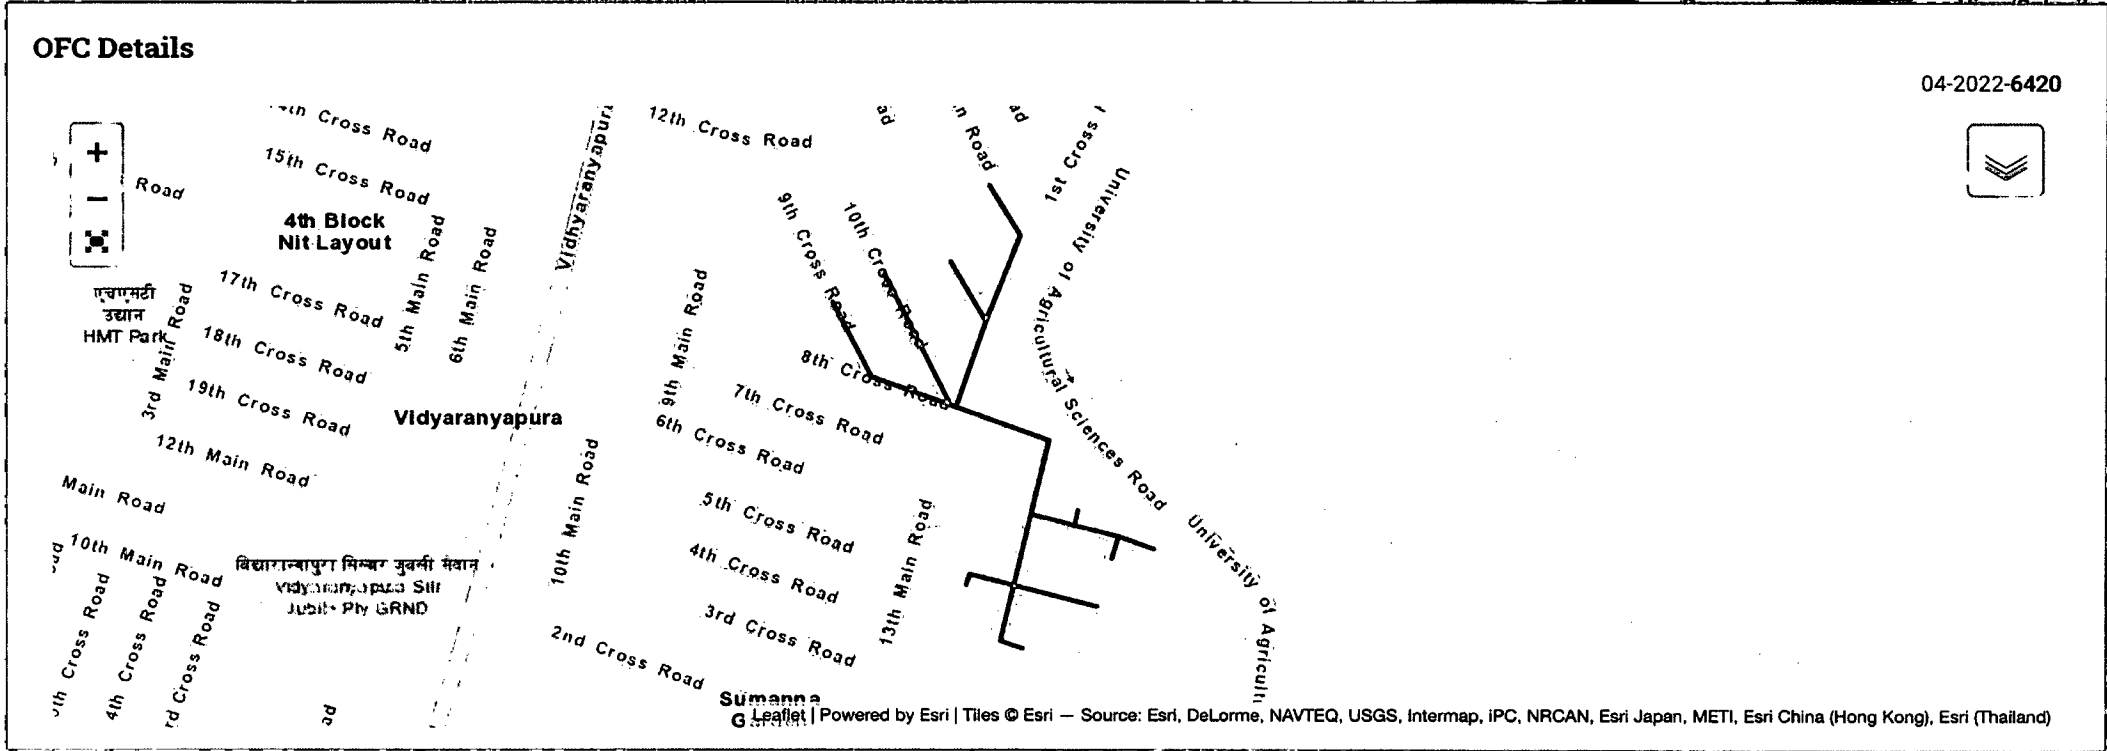 OFC Details
04-2022-6420
Cross Road
15th Cross Road
Road
4th Block
Nit Layout
12th Cross Road
Road
1st Cross
University of Agricultural Sciences Road
9th Cross Road
10th Cross Road
5th Main Road
6th Main Road
17th Cross Road
एचएमटी
उद्यान
HMT Park
3rd Main Road
18th Cross Road
19th Cross Road
9th Main Road
8th Cross Road
7th Cross Road
Vidyaranyapura
6th Cross Road
12th Main Road
10th Main Road
Main Road
5th Cross Road
13th Main Road
10th Main Road
4th Cross Road
Cross Road
4th Cross Road
Cross Road
3rd Cross Road
2nd Cross Road
University of
Sumanna
Leaflet | Powered by Esri | Tiles © Esri — Source: Esri, DeLorme, NAVTEQ, USGS, Intermap, iPC, NRCAN, Esri Japan, METI, Esri China (Hong Kong), Esri (Thailand)